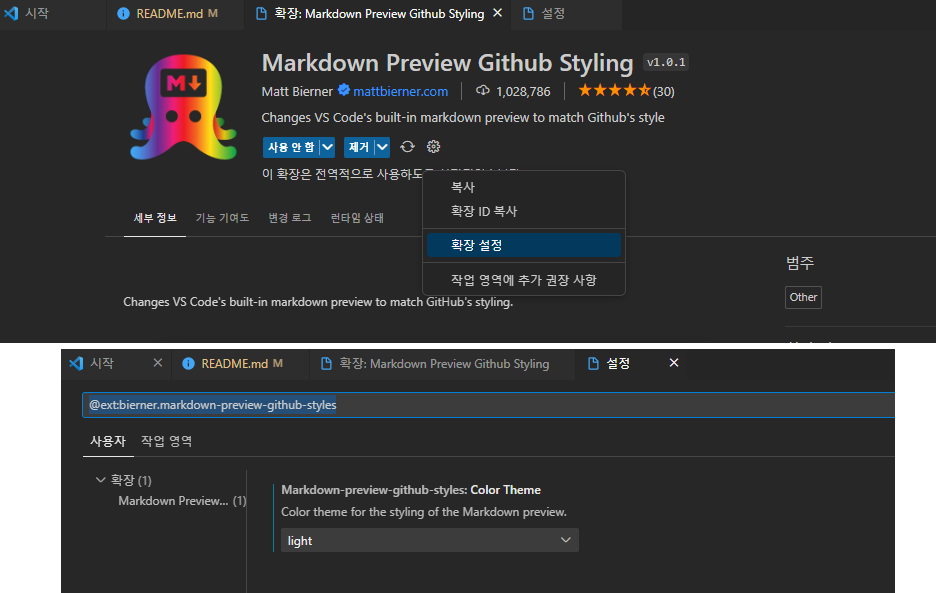 시작 README.md M 확장: Markdown Preview Github Styling 설정
Markdown Preview Github Styling v1.0.1
M
Matt Bierner mattbierner.com 1,028,786 (30)
Changes VS Code's built-in markdown preview to match Github's style
사용 안 함 제거
이 확장은 전역적으로
복사
확장 ID 복사
세부 정보 기능 기여도 변경 로그 런타임 상태
확장 설정
작업 영역에 추가 권장 사항
범주
Other
Changes VS Code's built-in markdown preview to match GitHub's styling.
시작 README.md M 확장: Markdown Preview Github Styling 설정
@ext:bierner.markdown-preview-github-styles
사용자 작업 영역
확장 (1)
Markdown Preview... (1)
Markdown-preview-github-styles: Color Theme
Color theme for the styling of the Markdown preview.
light